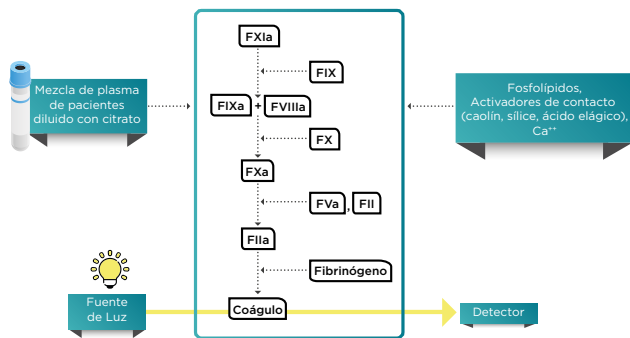 FXIa
FIX
Mezcla de plasma
de pacientes
diluido con citrato
FIXa + FVIIIa
Fosfolípidos,
Activadores de contacto
(caolín, sílice, ácido elágico),
Ca++
FX
FXa
FVa , FII
FIIa
Fibrinógeno
Fuente
de Luz
Coágulo
Detector